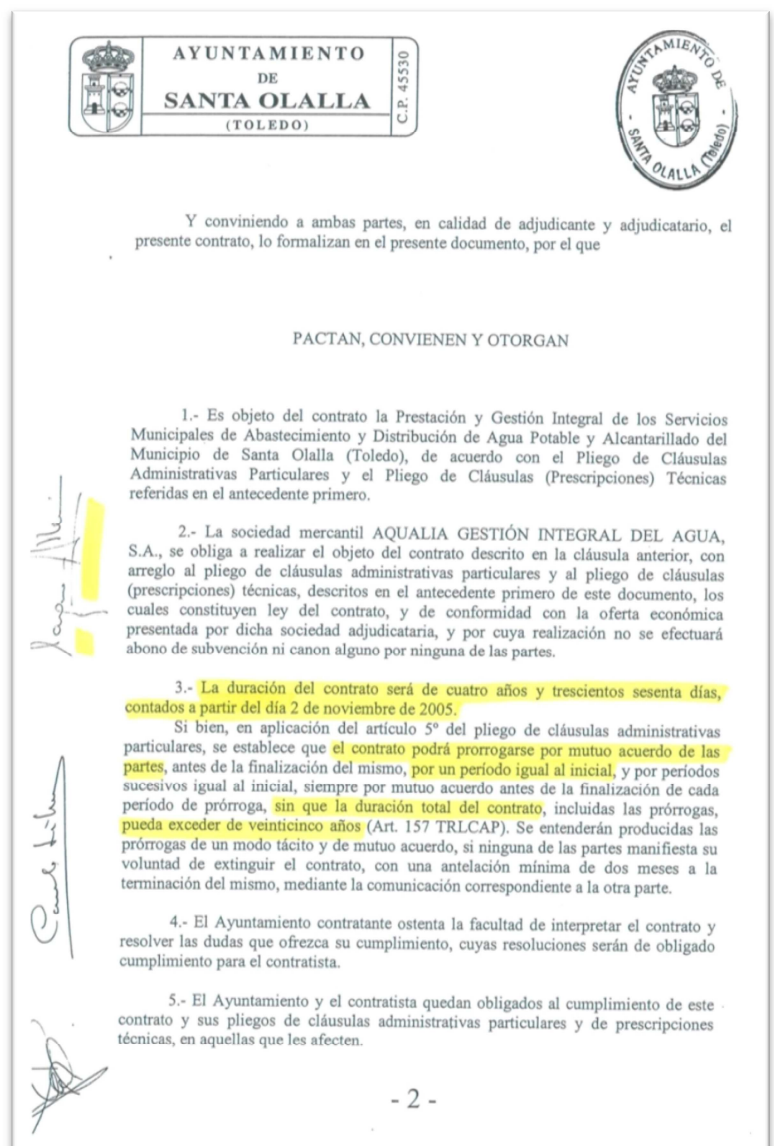 AYUNTAMIENTO
DE
SANTA OLALLA
(TOLEDO)
C.P. 45530
AYUNTAMIENTO DE
- SANTA OLALLA (Toledo) -
Y conviniendo a ambas partes, en calidad de adjudicante y adjudicatario, el
presente contrato, lo formalizan en el presente documento, por el que
PACTAN, CONVIENEN Y OTORGAN
1.- Es objeto del contrato la Prestación y Gestión Integral de los Servicios
Municipales de Abastecimiento y Distribución de Agua Potable y Alcantarillado del
Municipio de Santa Olalla (Toledo), de acuerdo con el Pliego de Cláusulas
Administrativas Particulares y el Pliego de Cláusulas (Prescripciones) Técnicas
referidas en el antecedente primero.
2.- La sociedad mercantil AQUALIA GESTIÓN INTEGRAL DEL AGUA,
S.A., se obliga a realizar el objeto del contrato descrito en la cláusula anterior, con
arreglo al pliego de cláusulas administrativas particulares y al pliego de cláusulas
(prescripciones) técnicas, descritos en el antecedente primero de este documento, los
cuales constituyen ley del contrato, y de conformidad con la oferta económica
presentada por dicha sociedad adjudicataria, y por cuya realización no se efectuará
abono de subvención ni canon alguno por ninguna de las partes.
3.- La duración del contrato será de cuatro años y trescientos sesenta días,
contados a partir del día 2 de noviembre de 2005.
Si bien, en aplicación del artículo 5º del pliego de cláusulas administrativas
particulares, se establece que el contrato podrá prorrogarse por mutuo acuerdo de las
partes, antes de la finalización del mismo, por un período igual al inicial, y por períodos
sucesivos igual al inicial, siempre por mutuo acuerdo antes de la finalización de cada
período de prórroga, sin que la duración total del contrato, incluidas las prórrogas,
pueda exceder de veinticinco años (Art. 157 TRLCAP). Se entenderán producidas las
prórrogas de un modo tácito y de mutuo acuerdo, si ninguna de las partes manifiesta su
voluntad de extinguir el contrato, con una antelación mínima de dos meses a la
terminación del mismo, mediante la comunicación correspondiente a la otra parte.
4.- El Ayuntamiento contratante ostenta la facultad de interpretar el contrato y
resolver las dudas que ofrezca su cumplimiento, cuyas resoluciones serán de obligado
cumplimiento para el contratista.
5.- El Ayuntamiento y el contratista quedan obligados al cumplimiento de este
contrato y sus pliegos de cláusulas administrativas particulares y de prescripciones
técnicas, en aquellas que les afecten.
- 2 -